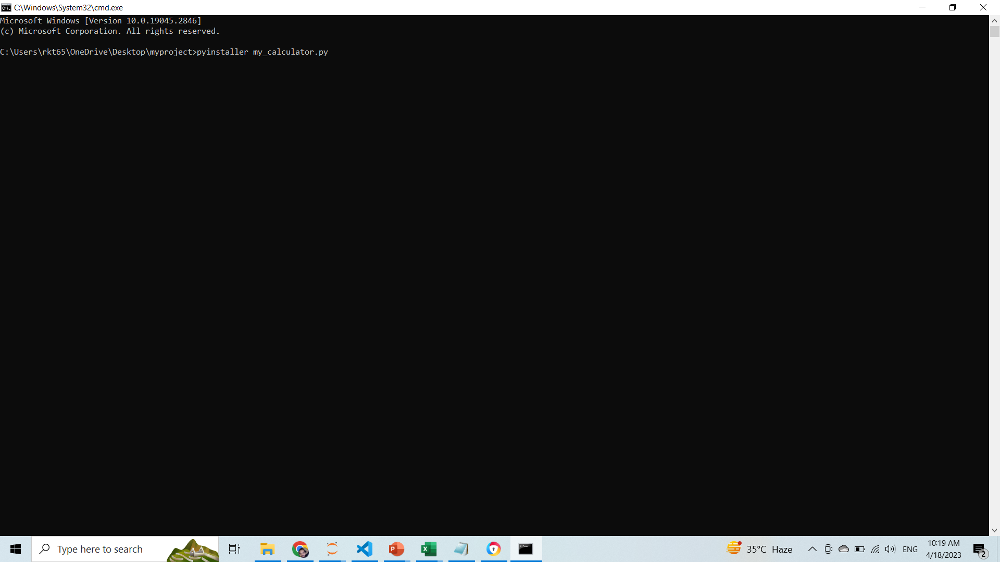 C:\Windows\System32\cmd.exe
Microsoft Windows [Version 10.0.19045.2846]
(c) Microsoft Corporation. All rights reserved.
C:\Users\rkt65\OneDrive\Desktop\myproject>pyinstaller my_calculator.py
Type here to search
35°C Haze
ENG
10:19 AM
4/18/2023
2